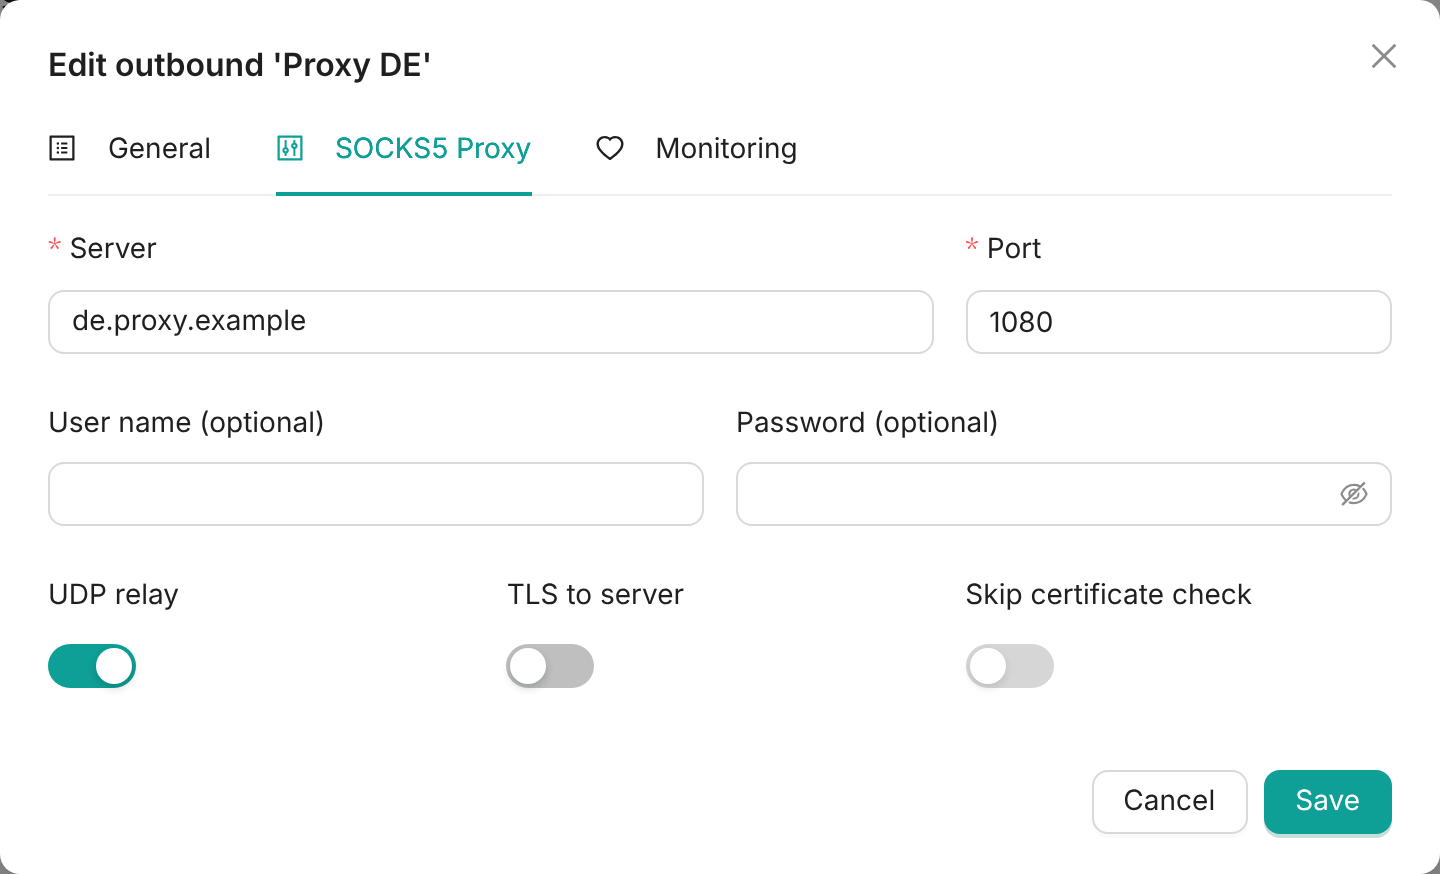 Edit outbound 'Proxy DE'
General SOCKS5 Proxy Monitoring
* Server * Port
de.proxy.example 1080
User name (optional) Password (optional)
UDP relay TLS to server Skip certificate check
Cancel Save